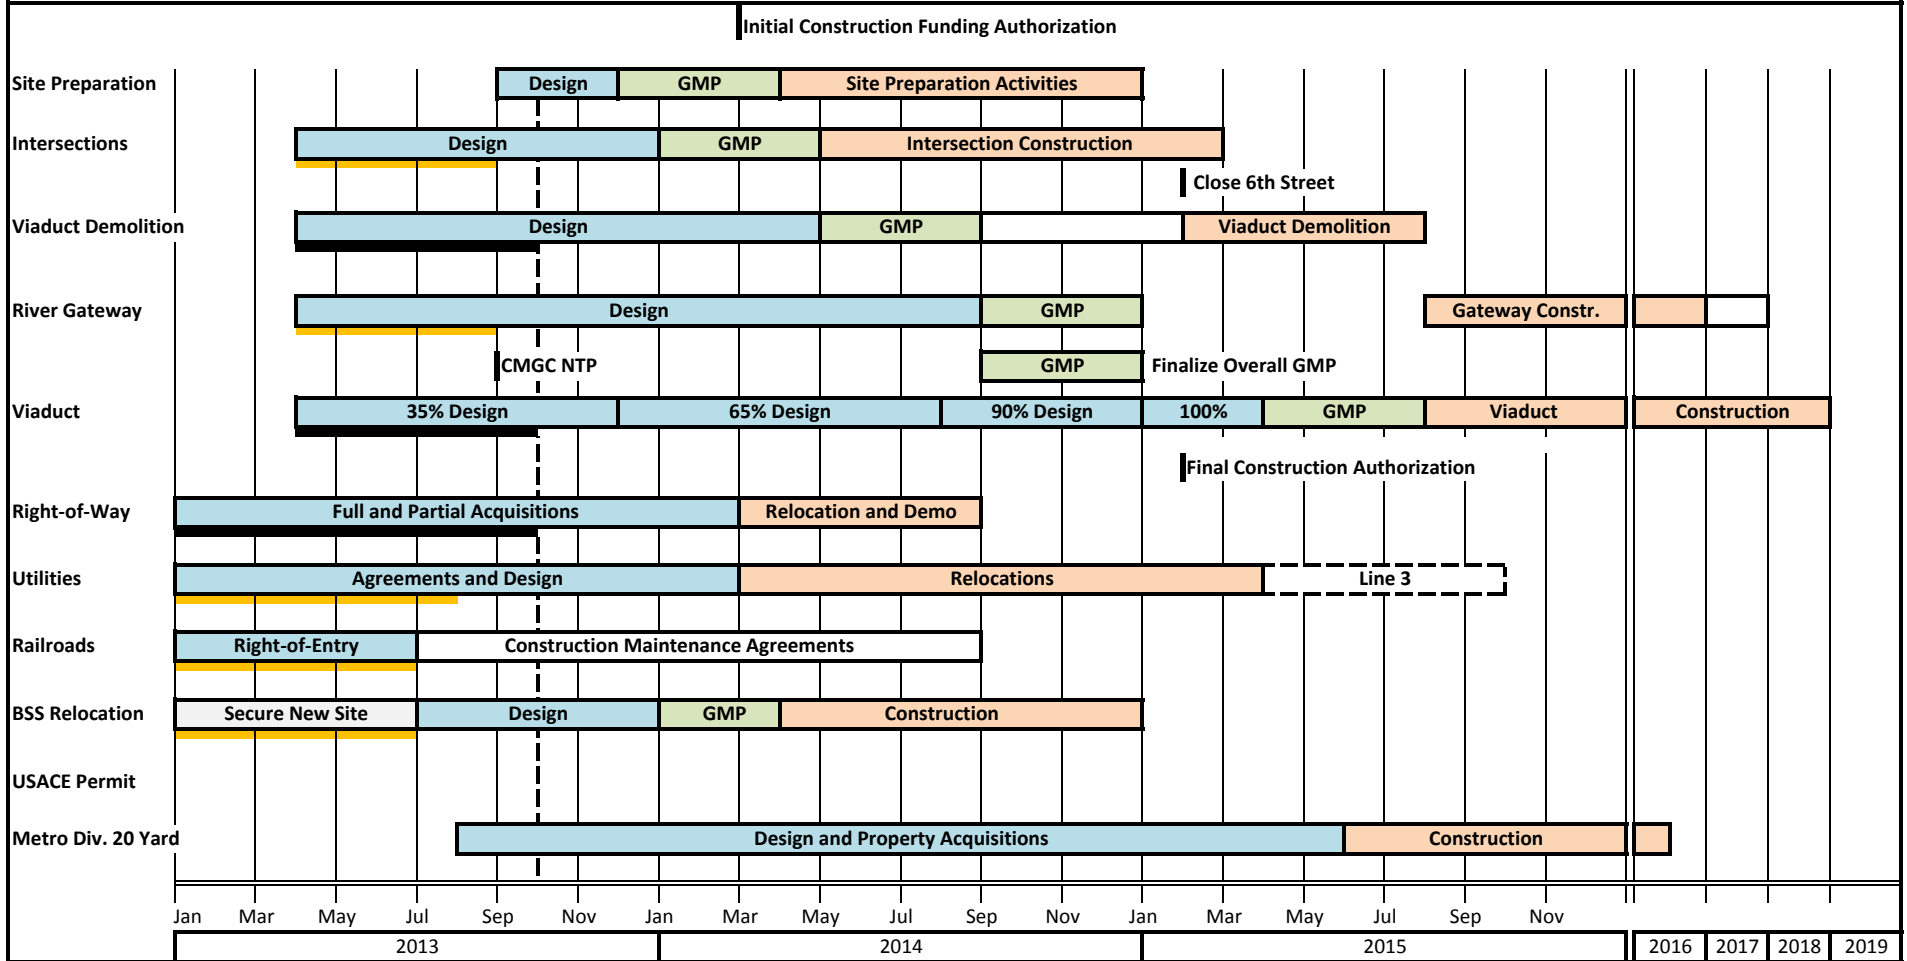 Initial Construction Funding Authorization
Site Preparation Design GMP Site Preparation Activities
Intersections Design GMP Intersection Construction
Close 6th Street
Viaduct Demolition Design GMP Viaduct Demolition
River Gateway Design GMP Gateway Constr.
CMGC NTP GMP Finalize Overall GMP
Viaduct 35% Design 65% Design 90% Design 100% GMP Viaduct Construction
Final Construction Authorization
Right-of-Way Full and Partial Acquisitions Relocation and Demo
Utilities Agreements and Design Relocations Line 3
Railroads Right-of-Entry Construction Maintenance Agreements
BSS Relocation Secure New Site Design GMP Construction
USACE Permit
Metro Div. 20 Yard Design and Property Acquisitions Construction
Jan Mar May Jul Sep Nov Jan Mar May Jul Sep Nov Jan Mar May Jul Sep Nov
2013 2014 2015 2016 2017 2018 2019